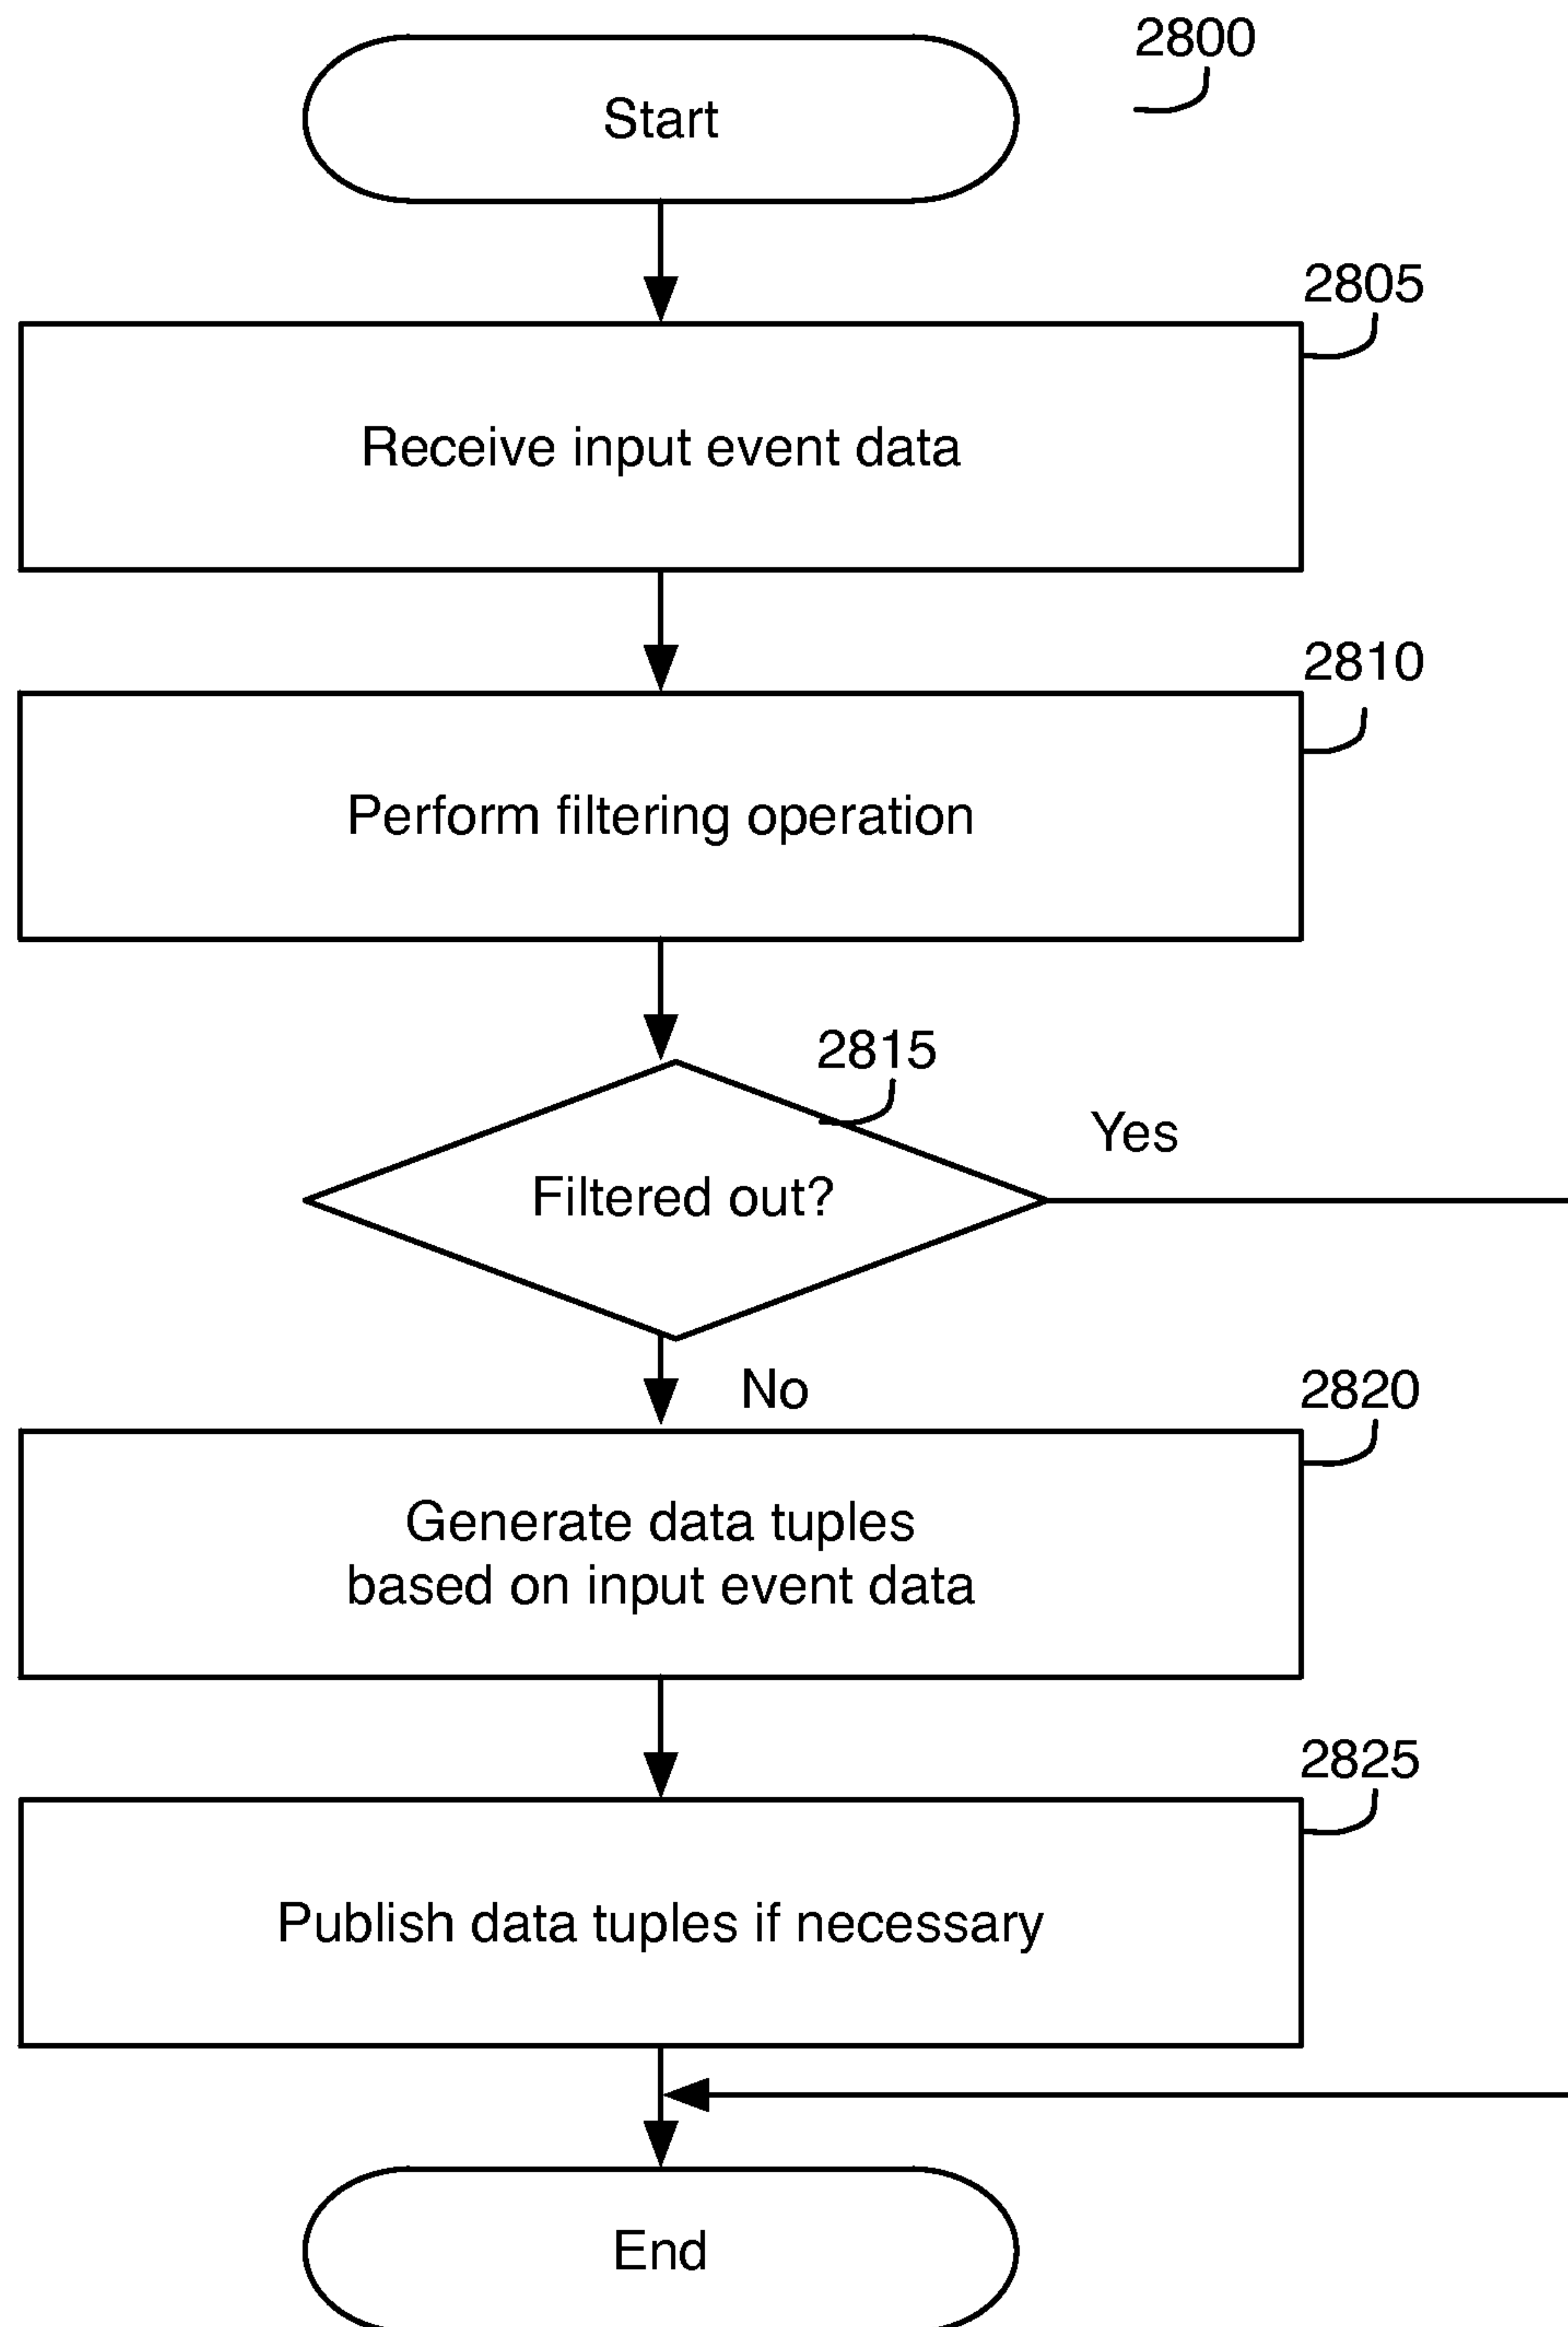 2800
Start
2805
Receive input event data
2810
Perform filtering operation
2815
Yes
Filtered out?
No
2820
Generate data tuples
based on input event data
2825
Publish data tuples if necessary
End